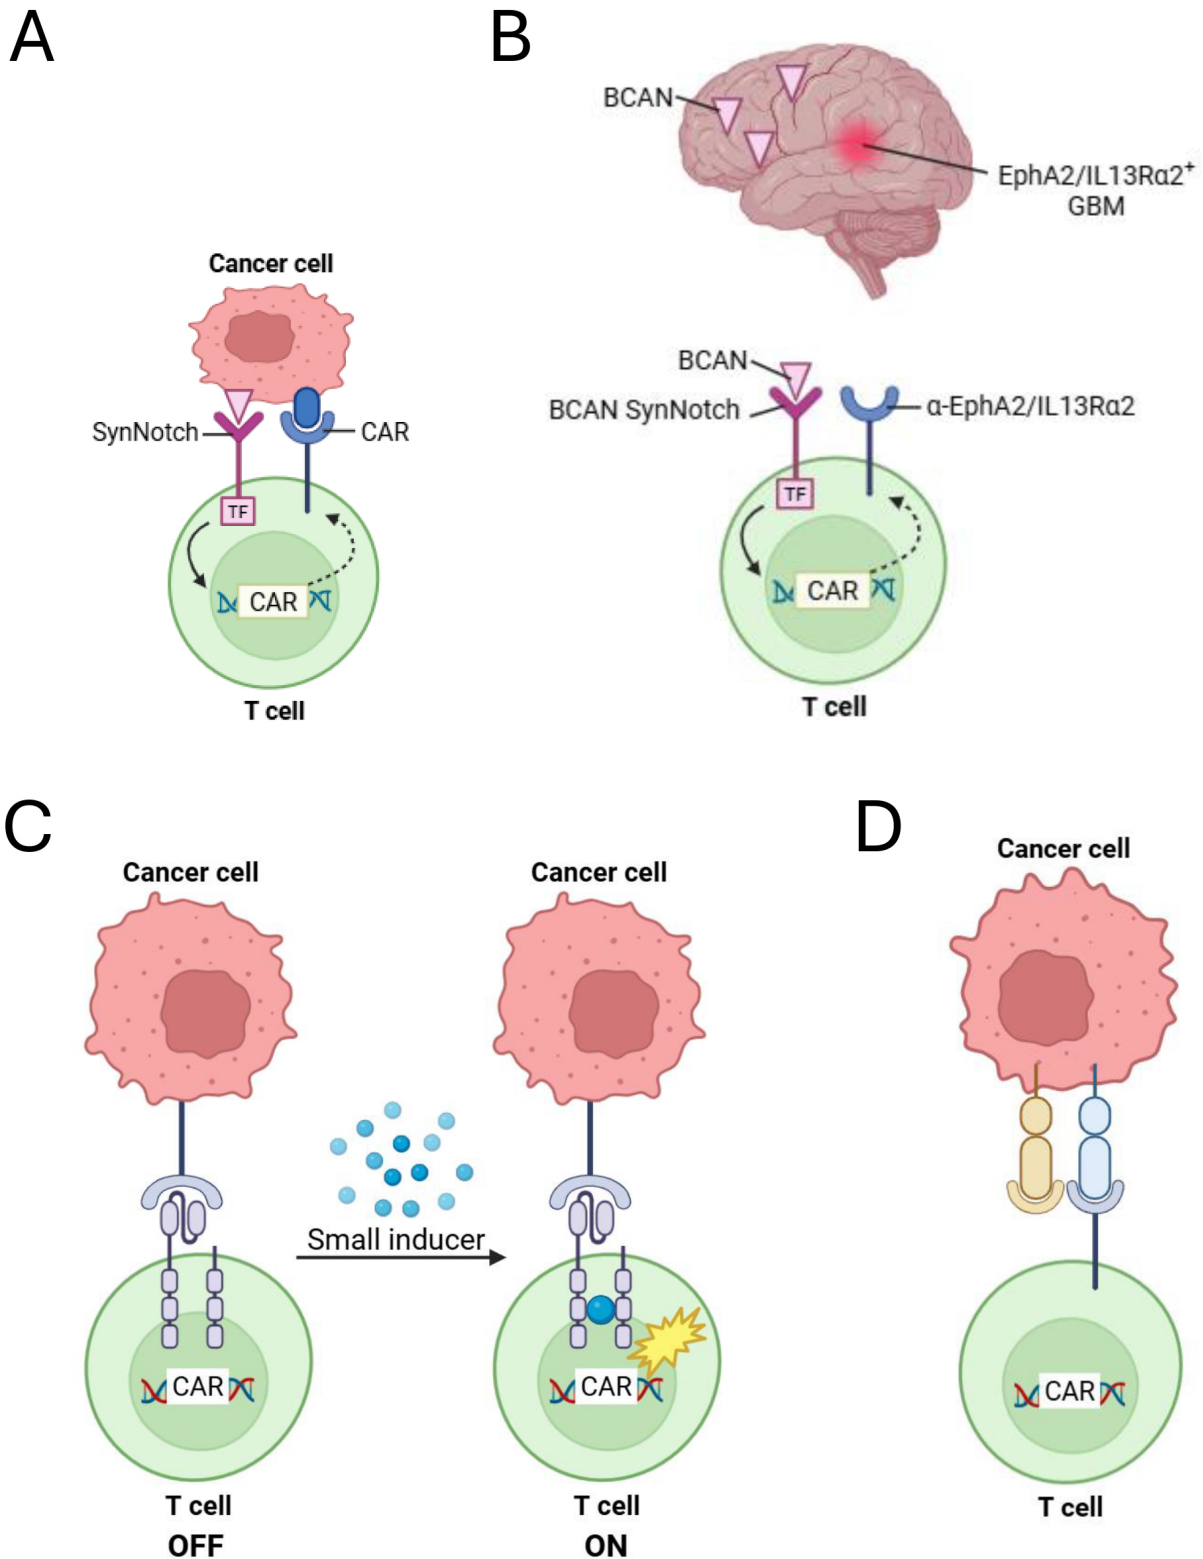 A
B
BCAN
EphA2/IL13Rα2⁺
GBM
Cancer cell
SynNotch
CAR
TF
CAR
T cell
BCAN
BCAN SynNotch
α-EphA2/IL13Rα2
TF
CAR
T cell
C
Cancer cell
Small inducer
Cancer cell
CAR
CAR
T cell
OFF
T cell
ON
D
Cancer cell
CAR
T cell